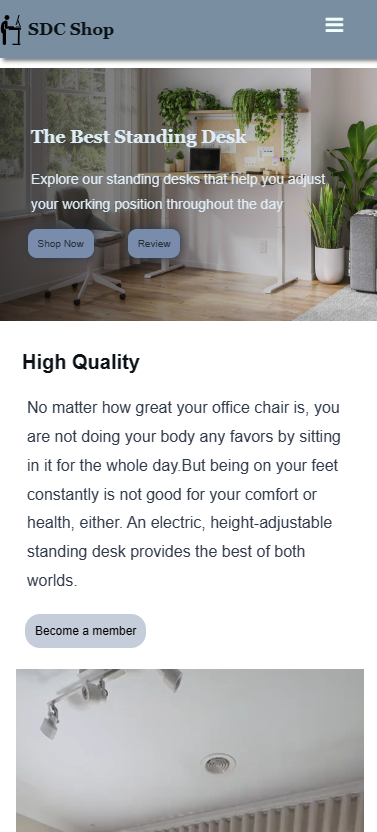 SDC Shop
The Best Standing Desk
Explore our standing desks that help you adjust
your working position throughout the day
Shop Now
Review
High Quality
No matter how great your office chair is, you
are not doing your body any favors by sitting
in it for the whole day.But being on your feet
constantly is not good for your comfort or
health, either. An electric, height-adjustable
standing desk provides the best of both
worlds.
Become a member